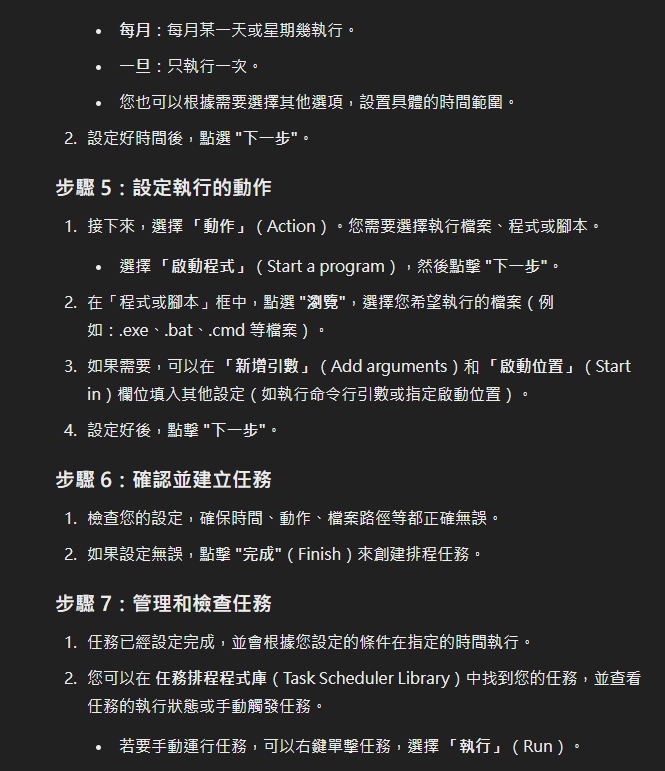 • 每月：每月某一天或星期幾執行。
• 一旦：只執行一次。
• 您也可以根據需要選擇其他選項，設置具體的時間範圍。
2. 設定好時間後，點選 "下一步"。
步驟 5：設定執行的動作
1. 接下來，選擇「動作」（Action）。您需要選擇執行檔案、程式或腳本。
• 選擇「啟動程式」（Start a program），然後點擊 "下一步"。
2. 在「程式或腳本」框中，點選 "瀏覽"，選擇您希望執行的檔案（例
如：.exe、.bat、.cmd 等檔案）。
3. 如果需要，可以在「新增引數」（Add arguments）和「啟動位置」（Start
in）欄位填入其他設定（如執行命令行引數或指定啟動位置）。
4. 設定好後，點擊 "下一步"。
步驟 6：確認並建立任務
1. 檢查您的設定，確保時間、動作、檔案路徑等都正確無誤。
2. 如果設定無誤，點擊 "完成"（Finish）來創建排程任務。
步驟 7：管理和檢查任務
1. 任務已經設定完成，並會根據您設定的條件在指定的時間執行。
2. 您可以在 任務排程程式庫（Task Scheduler Library）中找到您的任務，並查看
任務的執行狀態或手動觸發任務。
• 若要手動運行任務，可以右鍵單擊任務，選擇「執行」（Run）。